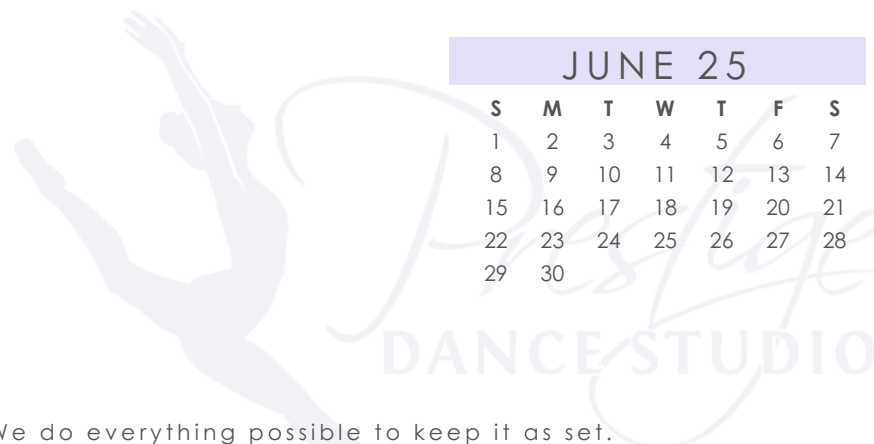 JUNE 25
S M T W T F S
1 2 3 4 5 6 7
8 9 10 11 12 13 14
15 16 17 18 19 20 21
22 23 24 25 26 27 28
29 30
Prestige
DANCE STUDIO
We do everything possible to keep it as set.